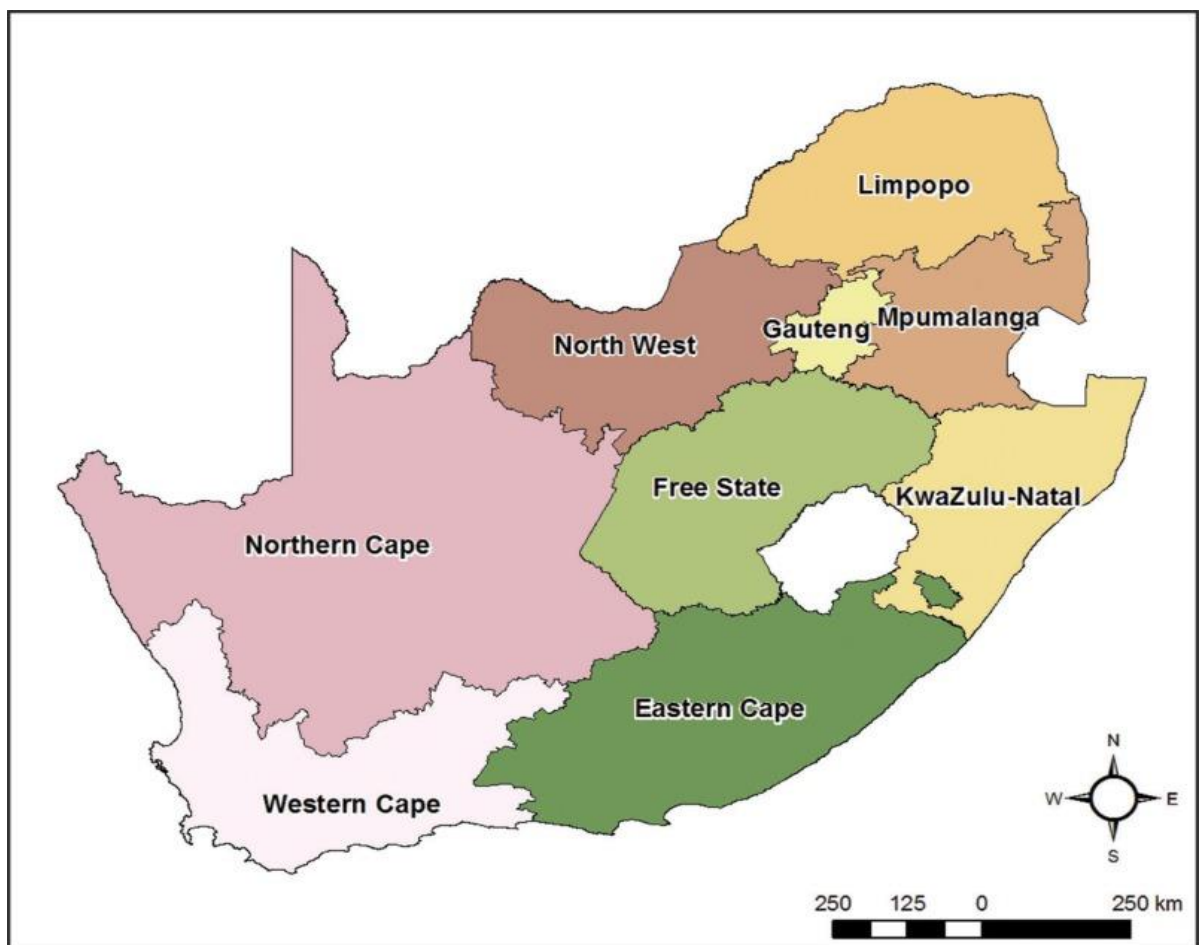 Limpopo
Mpumalanga
Gauteng
North West
Free State
KwaZulu-Natal
Northern Cape
Eastern Cape
Western Cape
N
W E
S
250 125 0 250 km